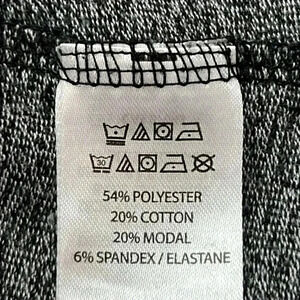 30
54% POLYESTER
20% COTTON
20% MODAL
6% SPANDEX / ELASTANE